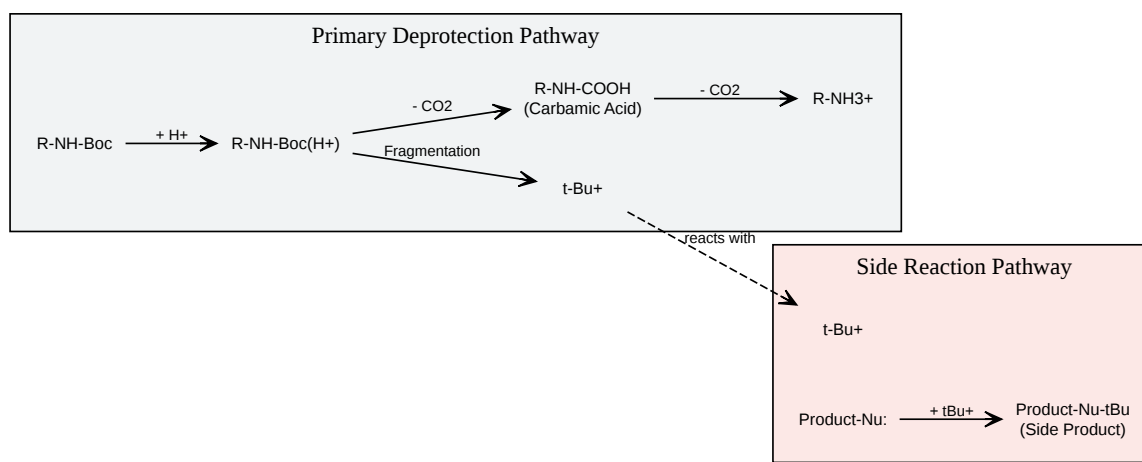 Primary Deprotection Pathway
R-NH-Boc
+ H+
R-NH-Boc(H+)
- CO2
Fragmentation
R-NH-COOH
(Carbamic Acid)
- CO2
R-NH3+
t-Bu+
reacts with
Side Reaction Pathway
t-Bu+
Product-Nu:
+ tBu+
Product-Nu-tBu
(Side Product)